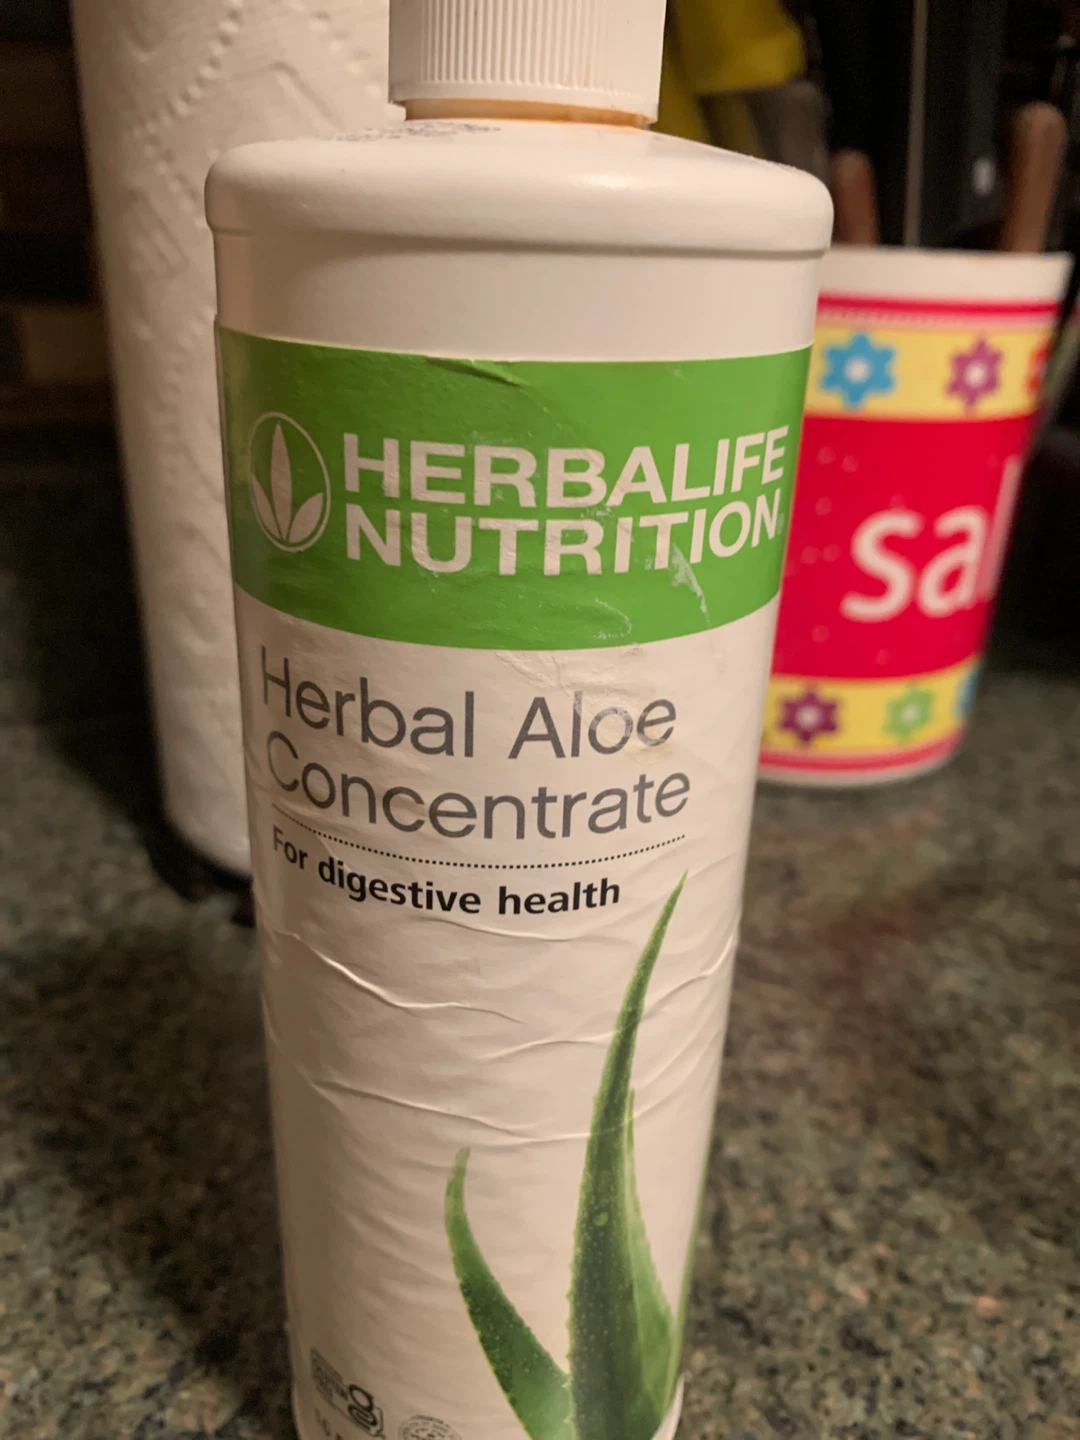 HERBALIFE
NUTRITION
Herbal Aloe
Concentrate
For digestive health